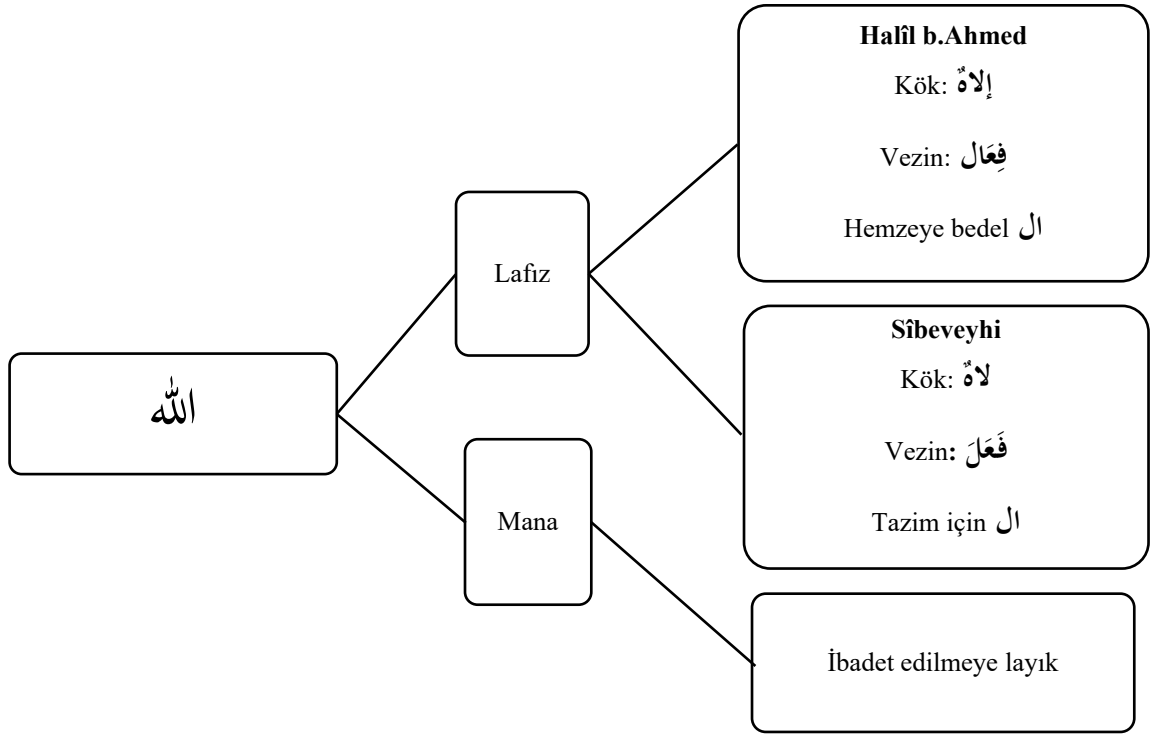 الله
Lafız
Mana
Halîl b.Ahmed
Kök: إلاهٌ
Vezin: فِعَال
Hemzeye bedel ال
Sîbeveyhi
Kök: لاهٌ
Vezin: فَعَلَ
Tazim için ال
İbadet edilmeye layık